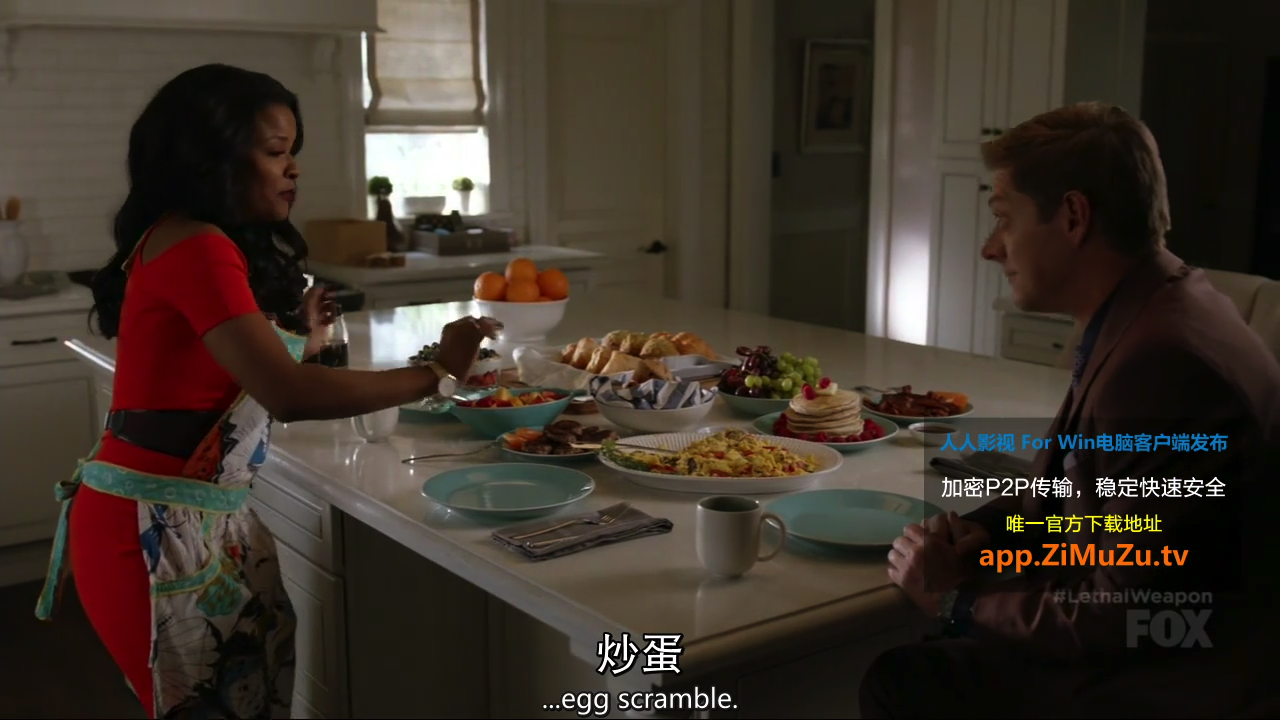 人人影视 For Win电脑客户端发布
加密P2P传输，稳定快速安全
唯一官方下载地址
app.ZiMuZu.tv
#LethalWeapon
FOX
炒蛋
...egg scramble.